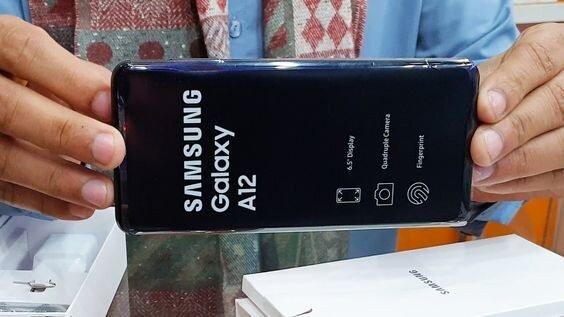 SAMSUNG
Galaxy
A12
6.5" Display
Quadruple Camera
Fingerprint
SAMSUNG